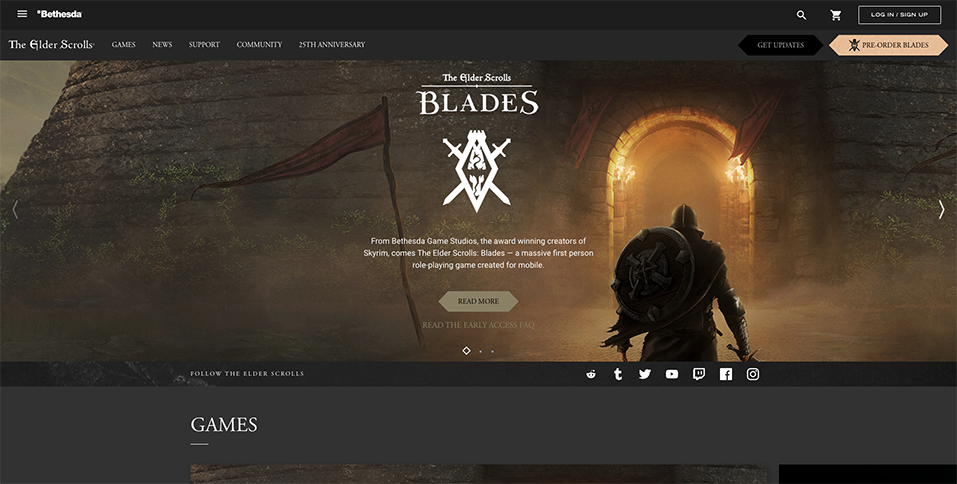 Bethesda
LOG IN / SIGN UP
The Elder Scrolls
GAMES
NEWS
SUPPORT
COMMUNITY
25TH ANNIVERSARY
GET UPDATES
PRE-ORDER BLADES
The Elder Scrolls
BLADES
From Bethesda Game Studios, the award winning creators of
Skyrim, comes The Elder Scrolls: Blades — a massive first person
role-playing game created for mobile.
READ MORE
READ THE EARLY ACCESS FAQ
FOLLOW THE ELDER SCROLLS
GAMES